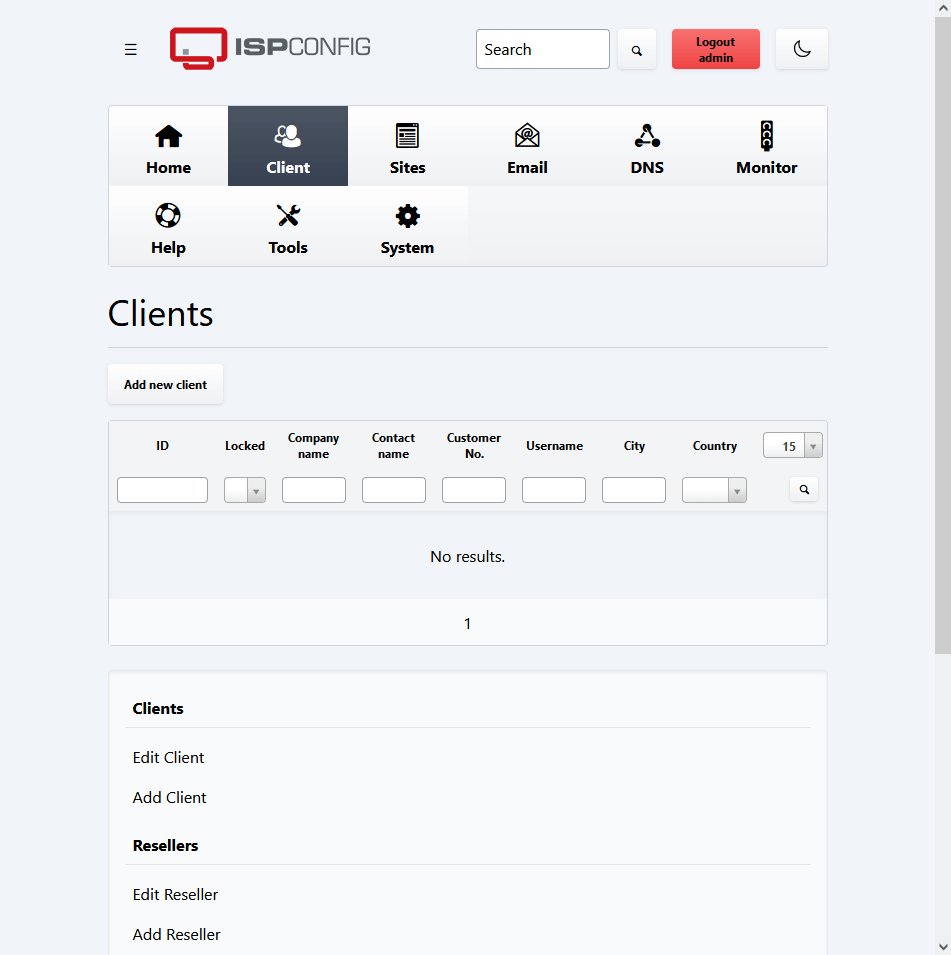 ISPCONFIG
Search
Logout
admin
Home
Client
Sites
Email
DNS
Monitor
Help
Tools
System
Clients
Add new client
ID
Locked
Company
name
Contact
name
Customer
No.
Username
City
Country
15
No results.
1
Clients
Edit Client
Add Client
Resellers
Edit Reseller
Add Reseller